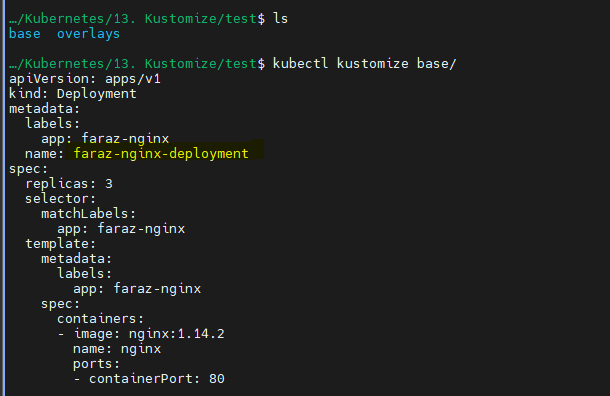 …/Kubernetes/13. Kustomize/test$ ls
base  overlays
…/Kubernetes/13. Kustomize/test$ kubectl kustomize base/
apiVersion: apps/v1
kind: Deployment
metadata:
  labels:
    app: faraz-nginx
  name: faraz-nginx-deployment
spec:
  replicas: 3
  selector:
    matchLabels:
      app: faraz-nginx
  template:
    metadata:
      labels:
        app: faraz-nginx
    spec:
      containers:
      - image: nginx:1.14.2
        name: nginx
        ports:
        - containerPort: 80